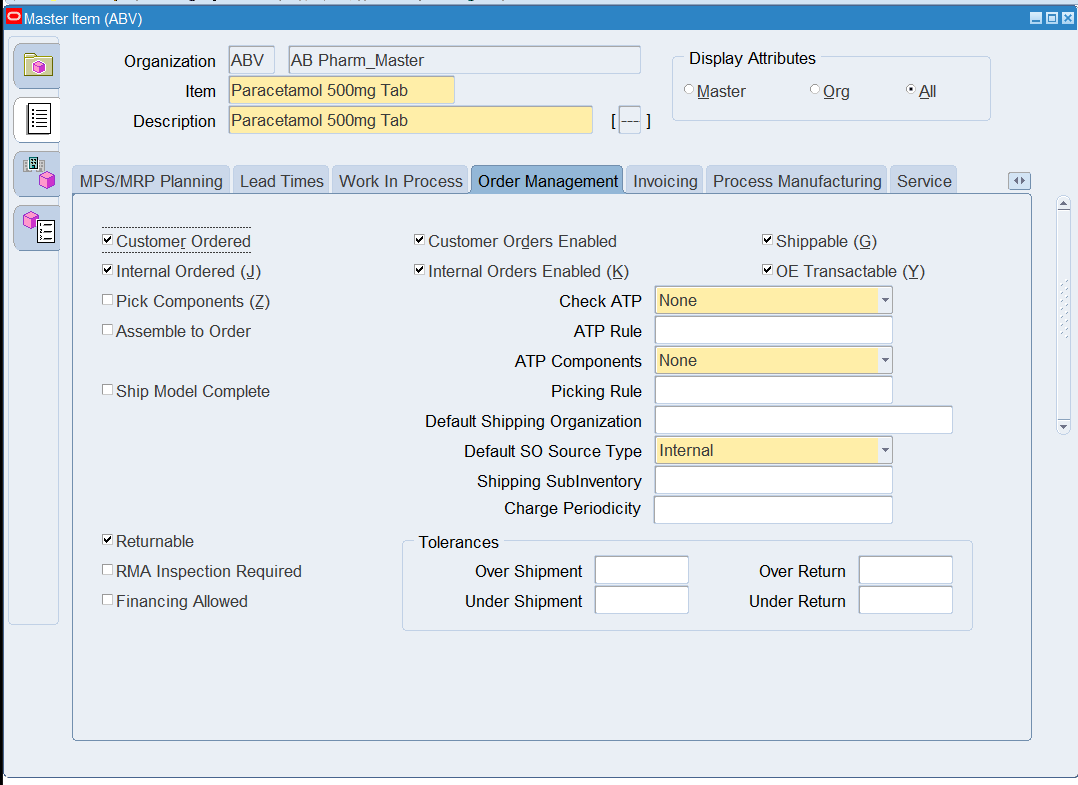 Master Item (ABV)
Organization ABV AB Pharm_Master
Item Paracetamol 500mg Tab
Description Paracetamol 500mg Tab [ --- ]
Display Attributes
Master Org All
MPS/MRP Planning Lead Times Work In Process Order Management Invoicing Process Manufacturing Service
Customer Ordered Customer Orders Enabled Shippable (G)
Internal Ordered (J) Internal Orders Enabled (K) OE Transactable (Y)
Pick Components (Z) Check ATP None
Assemble to Order ATP Rule
ATP Components None
Ship Model Complete Picking Rule
Default Shipping Organization
Default SO Source Type Internal
Shipping SubInventory
Charge Periodicity
Returnable Tolerances
RMA Inspection Required Over Shipment Over Return
Financing Allowed Under Shipment Under Return